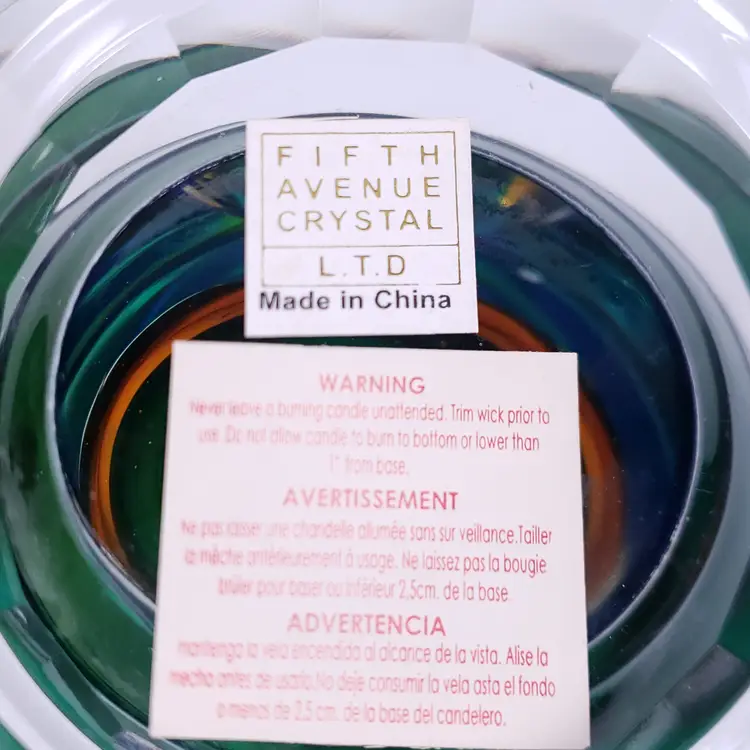 FIFTH
AVENUE
CRYSTAL
L.T.D
Made in China
WARNING
Never leave a burning candle unattended. Trim wick prior to
use. Do not allow candle to burn to bottom or lower than
1" from base.
AVERTISSEMENT
Ne pas laisser une chandelle allumée sans sur veillance.Tailler
la mèche antérieurement á usage. Ne laissez pas la bougie
brûler pour baser ou inférieur 2,5cm. de la base
ADVERTENCIA
mantenga la vela encendida al alcance de la vista. Alise la
mecha antes de usarla.No deje consumir la vela asta el fondo
o menos de 2.5 cm. de la base del candelero.